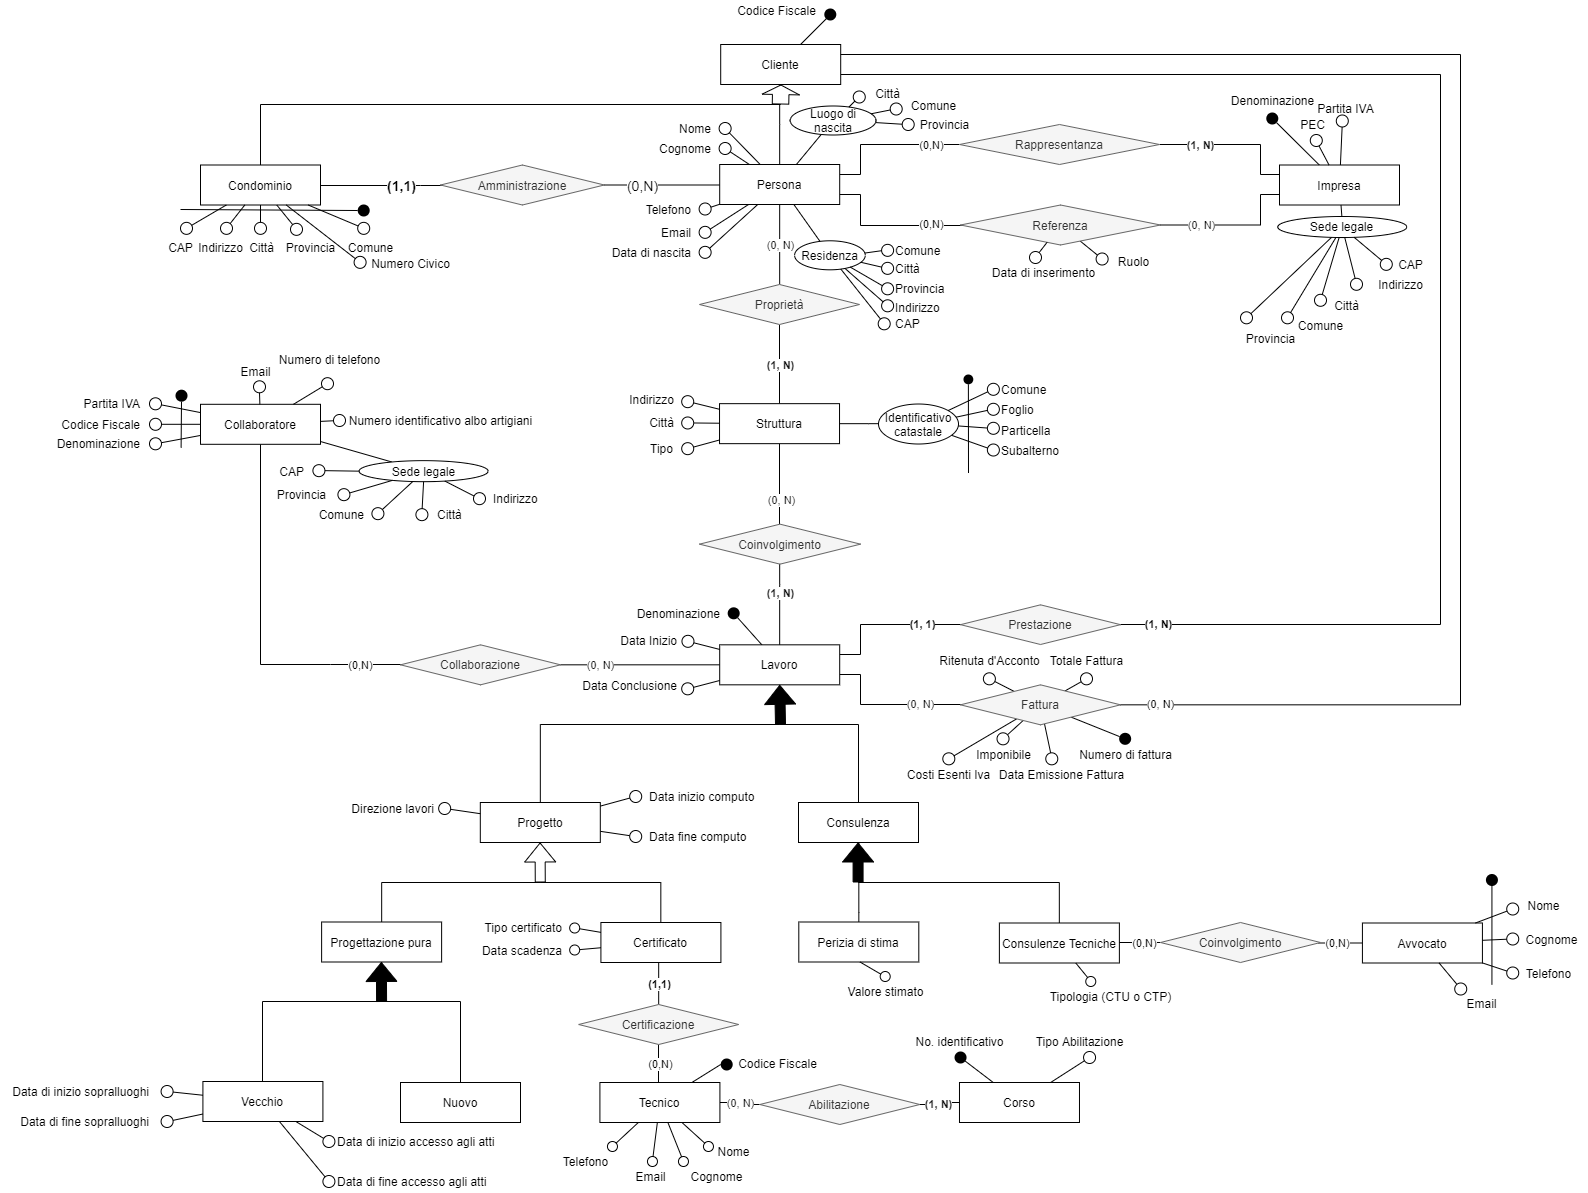 Codice Fiscale
Cliente
Luogo di
nascita
Città
Comune
Provincia
Nome
Cognome
Denominazione
Partita IVA
PEC
(0,N)
Rappresentanza
(1, N)
Condominio
(1,1)
Amministrazione
(0,N)
Persona
Impresa
Telefono
Email
Data di nascita
(0,N)
Referenza
(0, N)
Sede legale
CAP
Indirizzo
Città
Provincia
Comune
Numero Civico
(0, N)
Residenza
Comune
Città
Provincia
Indirizzo
CAP
Data di inserimento
Ruolo
CAP
Indirizzo
Città
Comune
Provincia
Proprietà
(1, N)
Numero di telefono
Email
Partita IVA
Codice Fiscale
Denominazione
Collaboratore
Numero identificativo albo artigiani
Indirizzo
Città
Tipo
Struttura
Identificativo
catastale
Comune
Foglio
Particella
Subalterno
Sede legale
CAP
Provincia
Comune
Città
Indirizzo
(0, N)
Coinvolgimento
(1, N)
Denominazione
Data Inizio
Data Conclusione
Lavoro
(1, 1)
Prestazione
(1, N)
(0,N)
Collaborazione
(0, N)
Ritenuta d'Acconto
Totale Fattura
(0, N)
Fattura
(0, N)
Costi Esenti Iva
Imponibile
Data Emissione Fattura
Numero di fattura
Direzione lavori
Progetto
Data inizio computo
Data fine computo
Consulenza
Progettazione pura
Tipo certificato
Data scadenza
Certificato
Perizia di stima
Valore stimato
Consulenze Tecniche
Tipologia (CTU o CTP)
(0,N)
Coinvolgimento
(0,N)
Avvocato
Nome
Cognome
Telefono
Email
(1,1)
Certificazione
(0,N)
Codice Fiscale
No. identificativo
Tipo Abilitazione
Data di inizio sopralluoghi
Data di fine sopralluoghi
Vecchio
Nuovo
Tecnico
(0, N)
Abilitazione
(1, N)
Corso
Data di inizio accesso agli atti
Data di fine accesso agli atti
Telefono
Email
Cognome
Nome